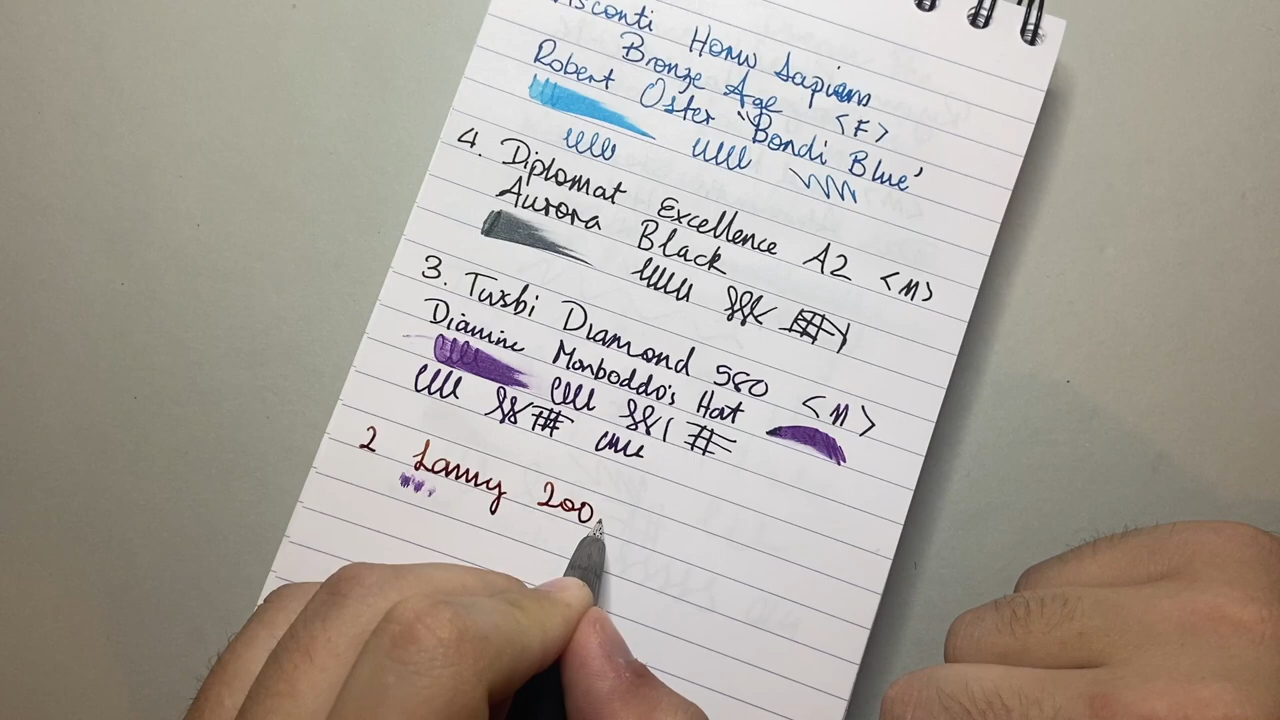 Visconti Homo Sapiens
Bronze Age <F>
Robert Oster 'Bondi Blue'
4. Diplomat Excellence A2 <M>
Aurora Black
3. Twsbi Diamond 580 <M>
Diamine Monboddo's Hat
2 Lamy 200